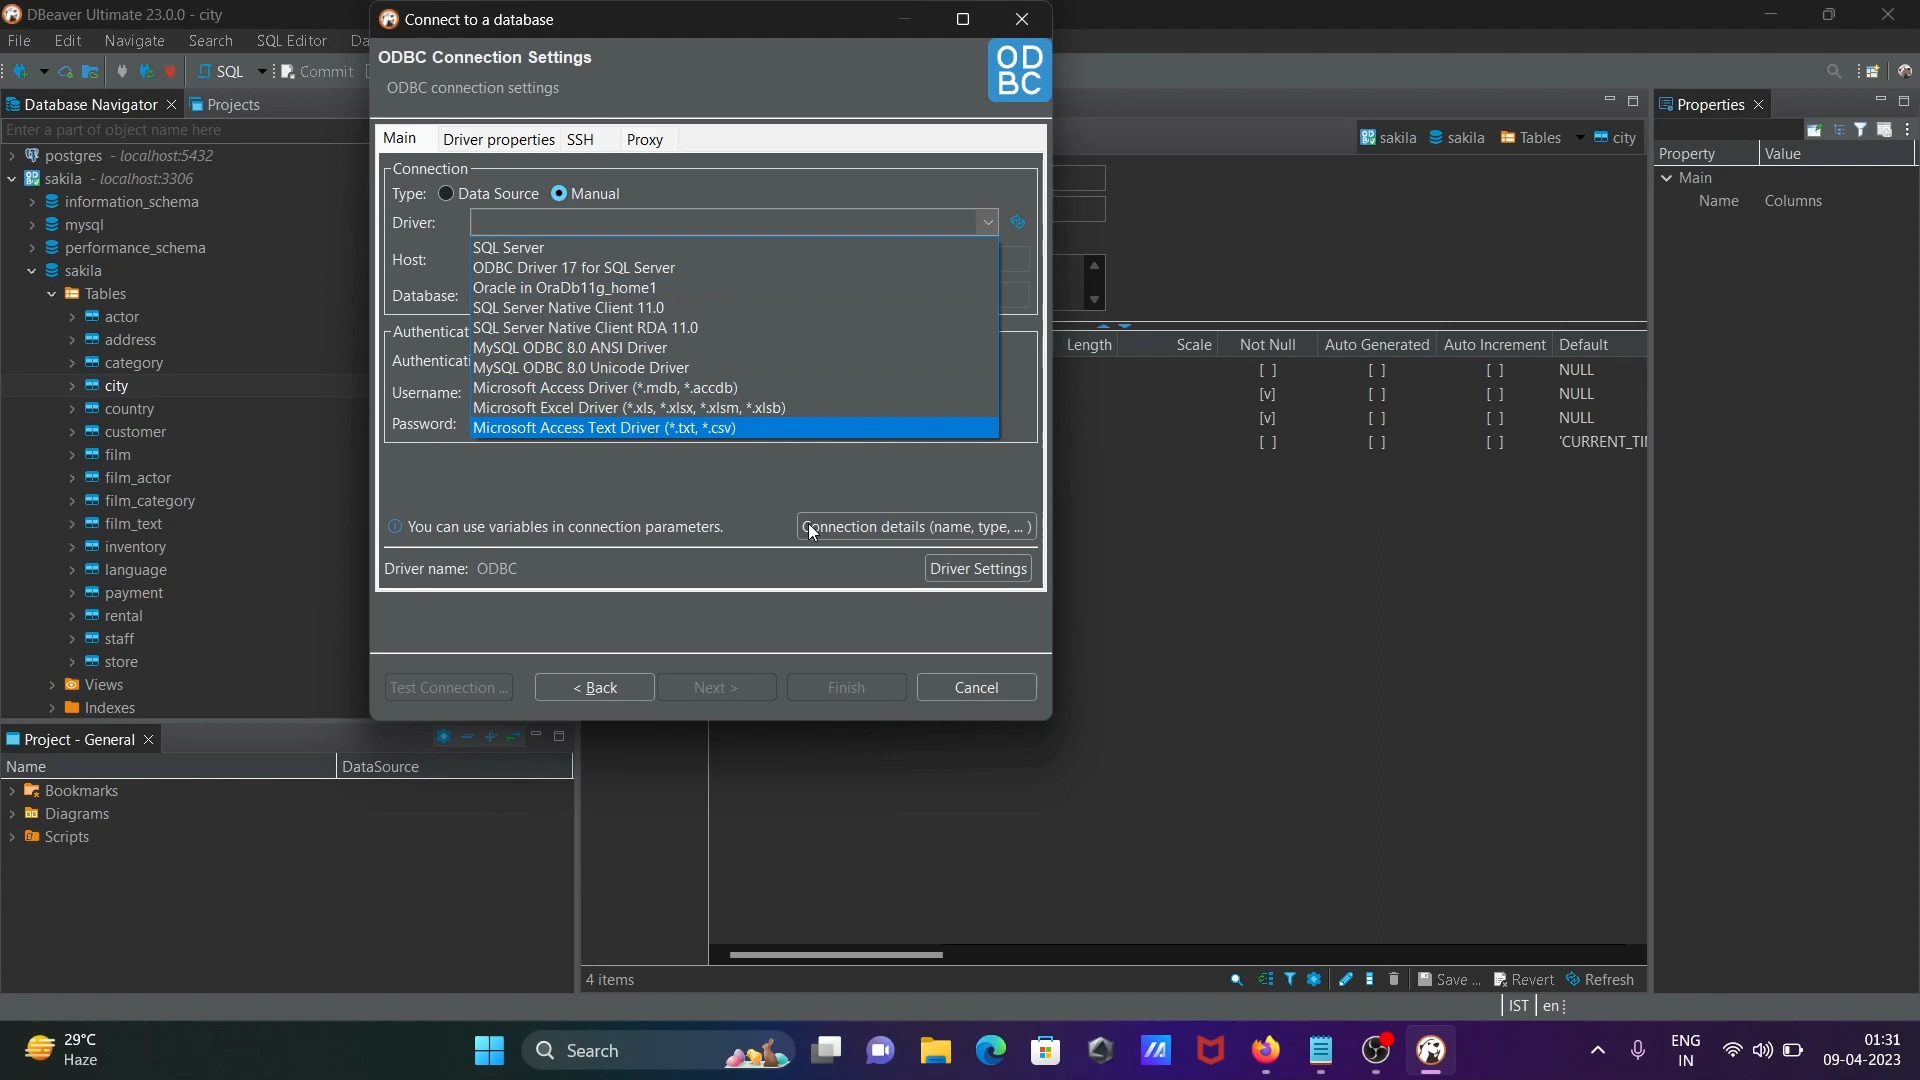 DBeaver Ultimate 23.0.0 - city
File Edit Navigate Search SQL Editor Da
SQL Commit
Database Navigator Projects
Enter a part of object name here
postgres - localhost:5432
sakila - localhost:3306
information_schema
mysql
performance_schema
sakila
Tables
actor
address
category
city
country
customer
film
film_actor
film_category
film_text
inventory
language
payment
rental
staff
store
Views
Indexes
Project - General
Name DataSource
Bookmarks
Diagrams
Scripts
Connect to a database
ODBC Connection Settings
ODBC connection settings
OD
BC
Main Driver properties SSH Proxy
Connection
Type: Data Source Manual
Driver:
Host:
Database:
SQL Server
ODBC Driver 17 for SQL Server
Oracle in OraDb11g_home1
SQL Server Native Client 11.0
SQL Server Native Client RDA 11.0
MySQL ODBC 8.0 ANSI Driver
MySQL ODBC 8.0 Unicode Driver
Microsoft Access Driver (*.mdb, *.accdb)
Microsoft Excel Driver (*.xls, *.xlsx, *.xlsm, *.xlsb)
Microsoft Access Text Driver (*.txt, *.csv)
Authenticat
Authenticati
Username:
Password:
You can use variables in connection parameters. Connection details (name, type, ... )
Driver name: ODBC Driver Settings
Test Connection ... < Back Next > Finish Cancel
sakila sakila Tables city
Length Scale Not Null Auto Generated Auto Increment Default
[ ] [ ] [ ] NULL
[v] [ ] [ ] NULL
[v] [ ] [ ] NULL
[ ] [ ] [ ] 'CURRENT_TI
4 items Save ... Revert Refresh
Properties
Property Value
Main
Name Columns
IST en
29°C
Haze
Search
ENG
IN
01:31
09-04-2023